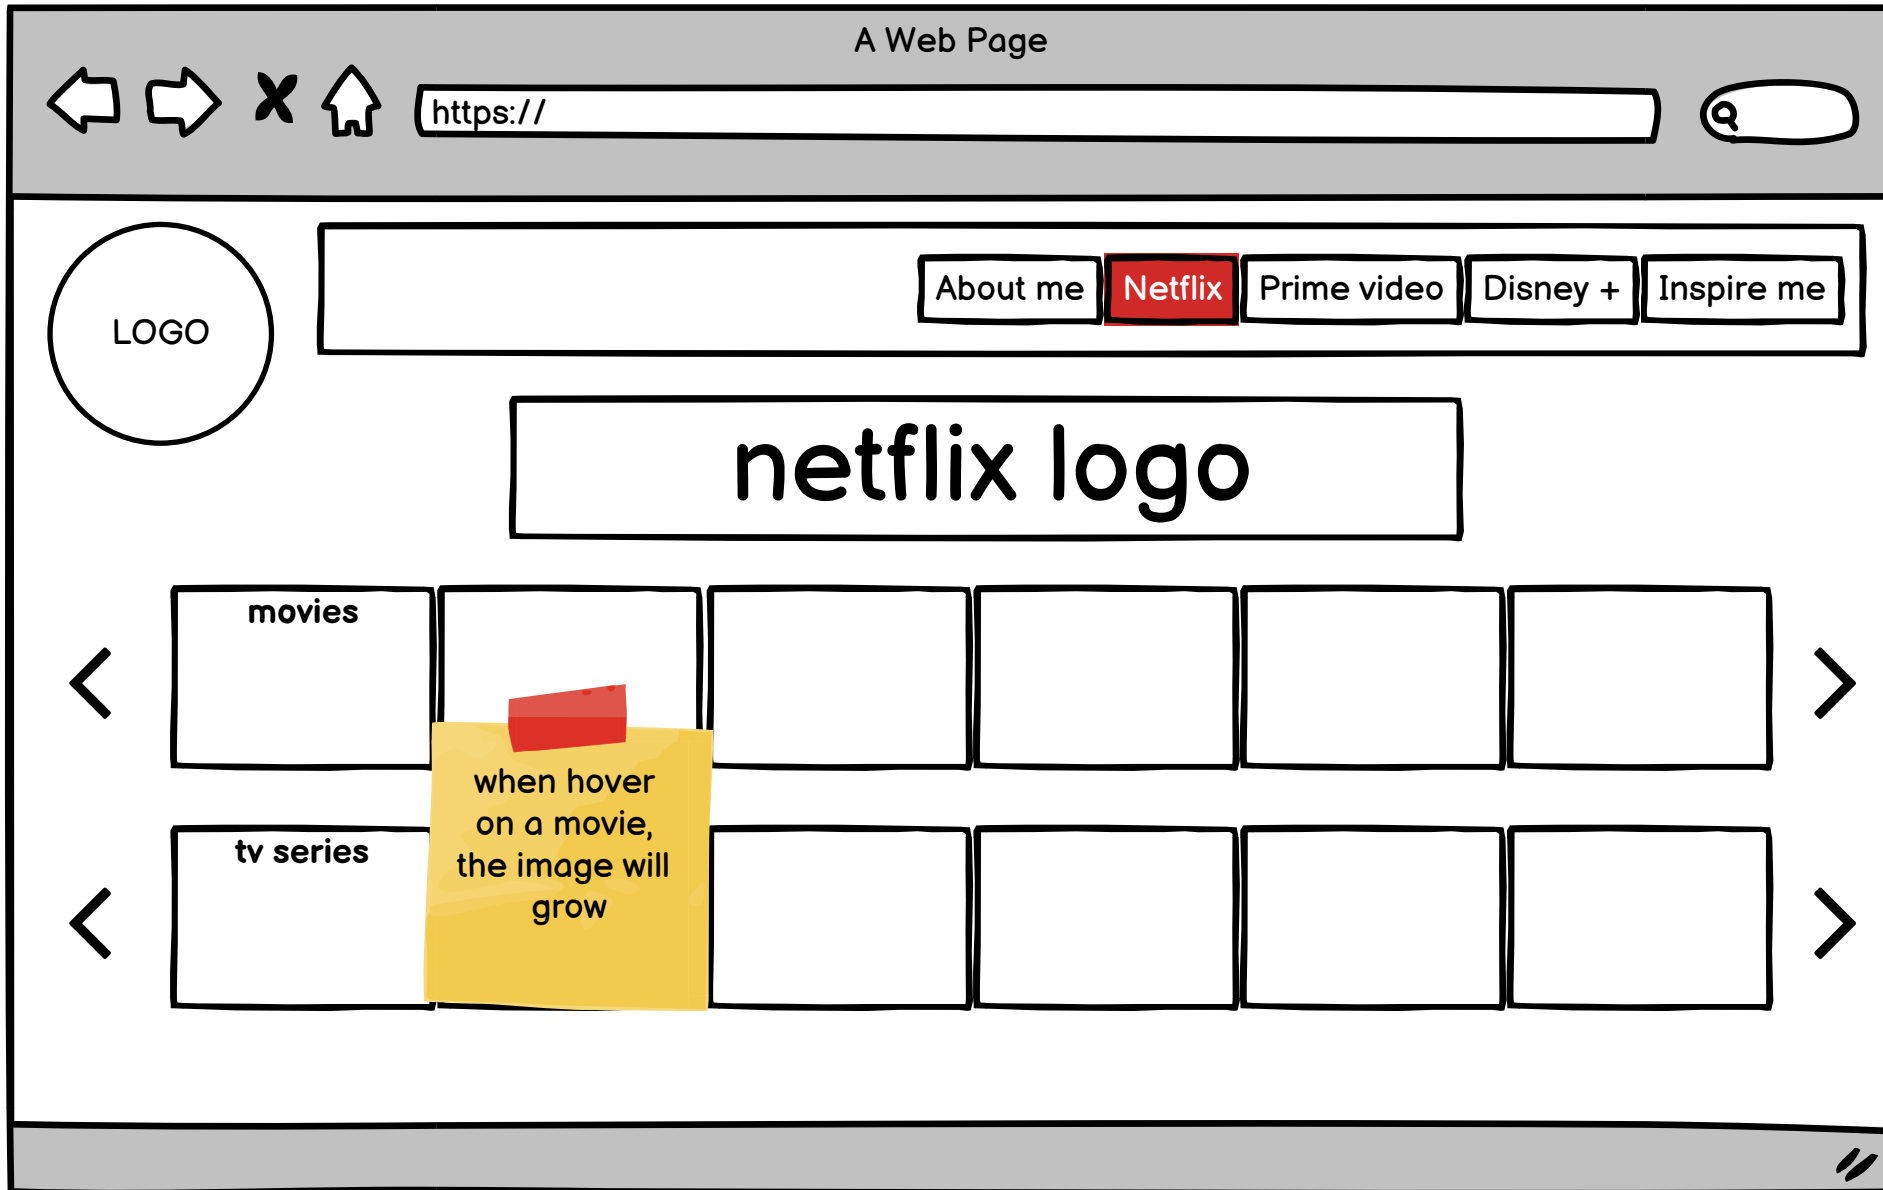 A Web Page
https://
LOGO
About me
Netflix
Prime video
Disney +
Inspire me
netflix logo
movies
when hover
on a movie,
the image will
grow
tv series